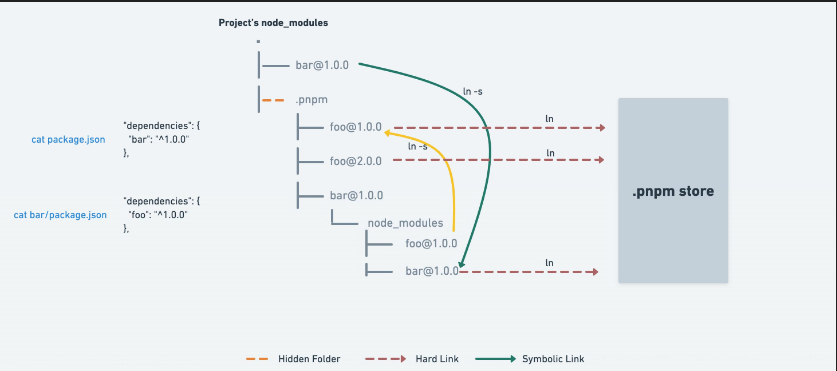 Project's node_modules
.
bar@1.0.0
ln -s
.pnpm
"dependencies": {
cat package.json
"bar": "^1.0.0"
},
foo@1.0.0
ln
ln -s
foo@2.0.0
ln
.pnpm store
bar@1.0.0
"dependencies": {
cat bar/package.json
"foo": "^1.0.0"
},
node_modules
foo@1.0.0
bar@1.0.0
ln
Hidden Folder
Hard Link
Symbolic Link